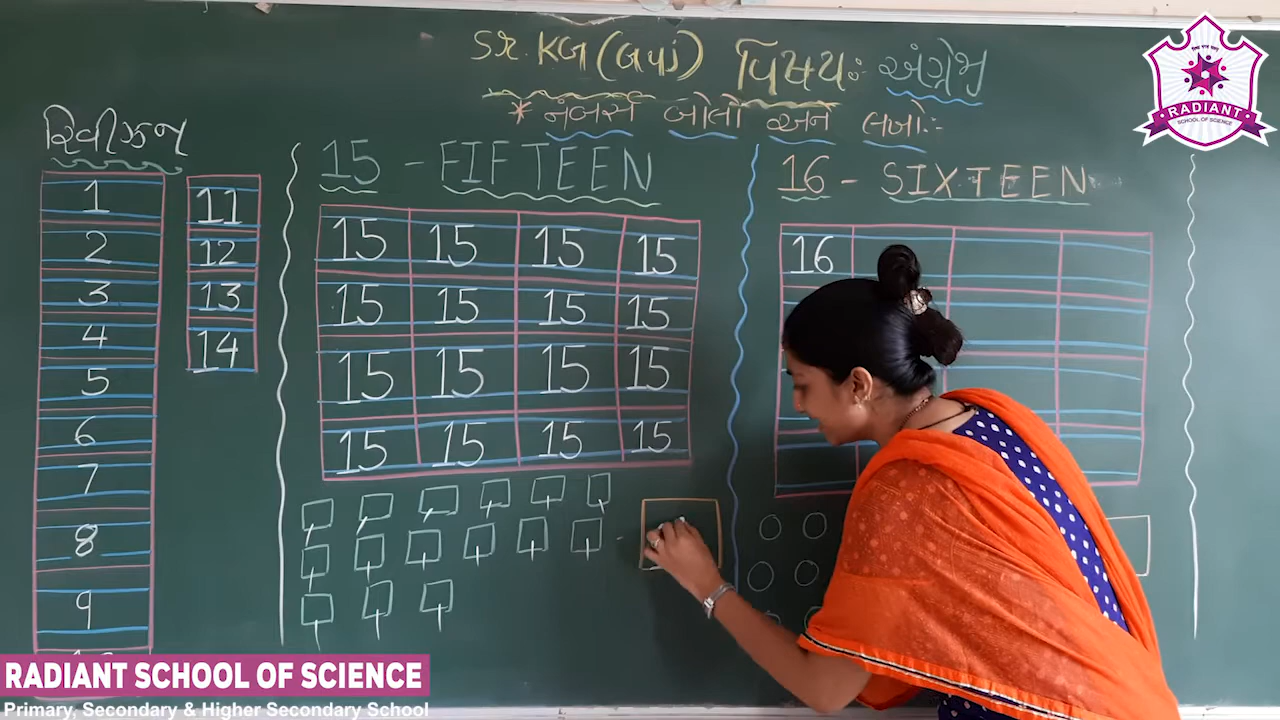 Sr. KG (લયા) વિષય: અંગ્રેજી
* નંબર્સ બોલો અને લખો:-
RADIANT
SCHOOL OF SCIENCE
રિવીઝન
1
2
3
4
5
6
7
8
9
11
12
13
14
15 - FIFTEEN
15 15 15 15
15 15 15 15
15 15 15 15
15 15 15 15
16 - SIXTEEN
16
RADIANT SCHOOL OF SCIENCE
Primary, Secondary & Higher Secondary School